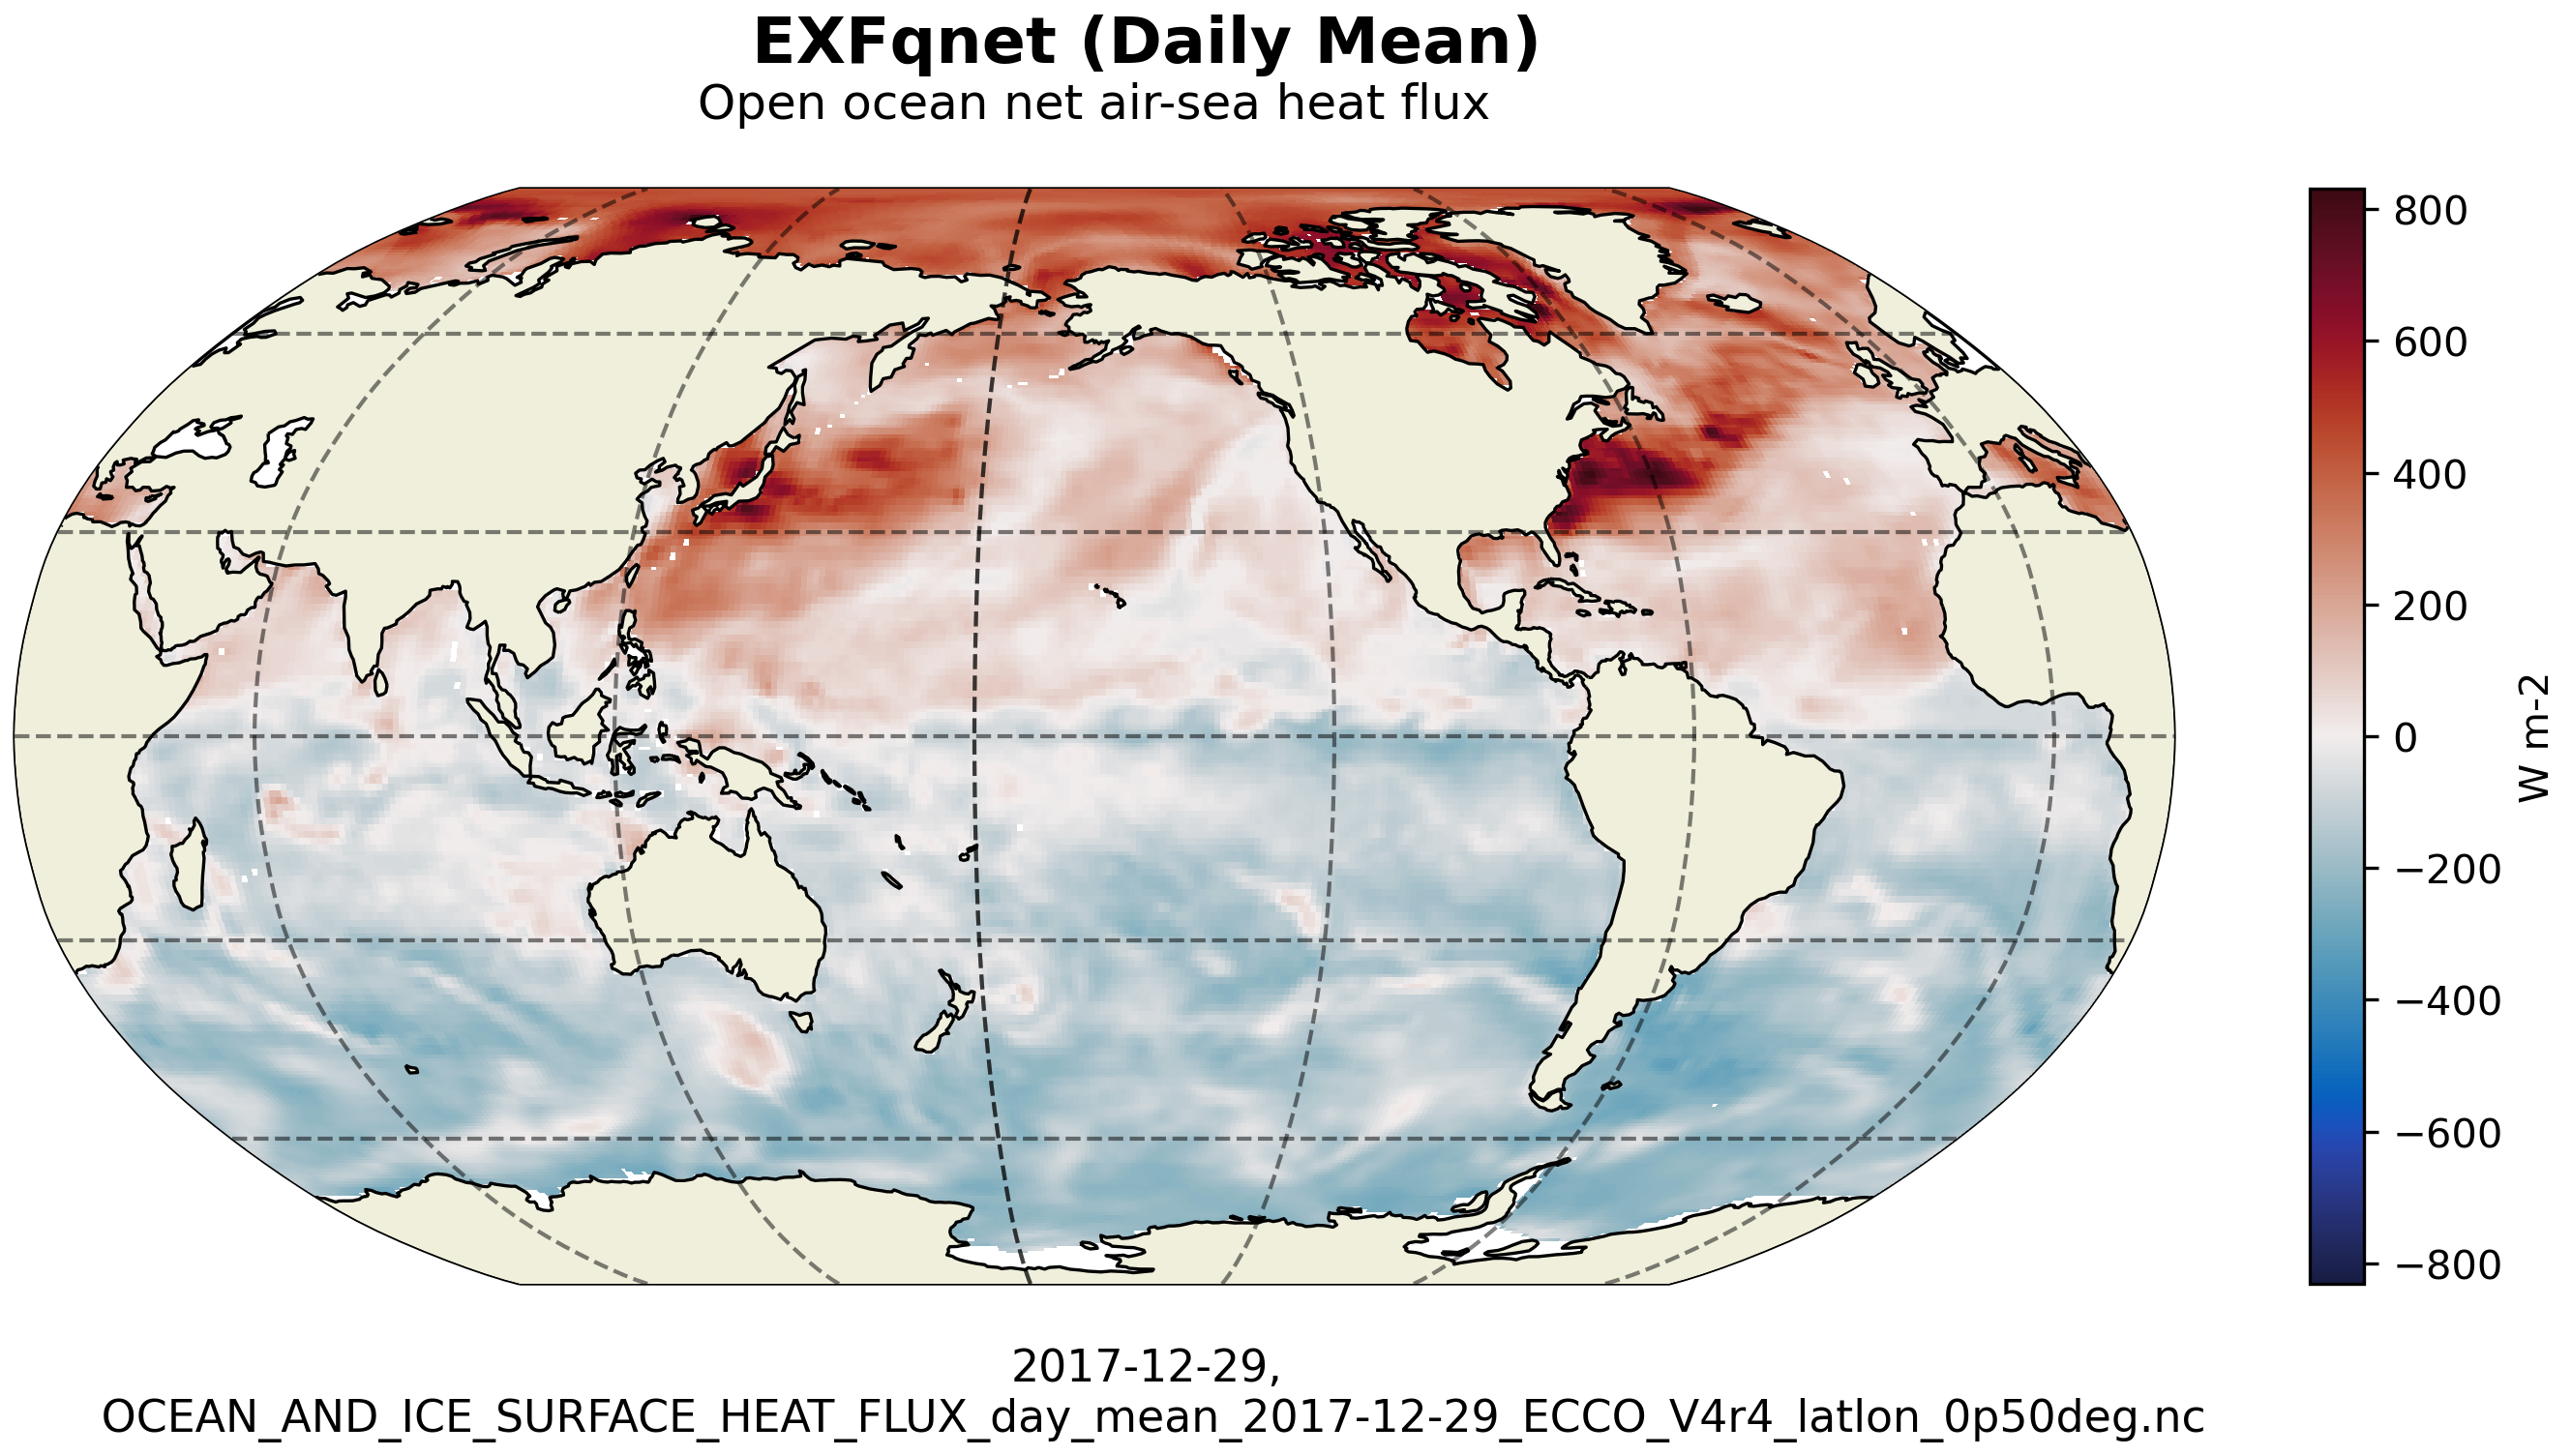 EXFqnet (Daily Mean)
Open ocean net air-sea heat flux
800
600
400
200
0
−200
−400
−600
−800
W m-2
2017-12-29,
OCEAN_AND_ICE_SURFACE_HEAT_FLUX_day_mean_2017-12-29_ECCO_V4r4_latlon_0p50deg.nc